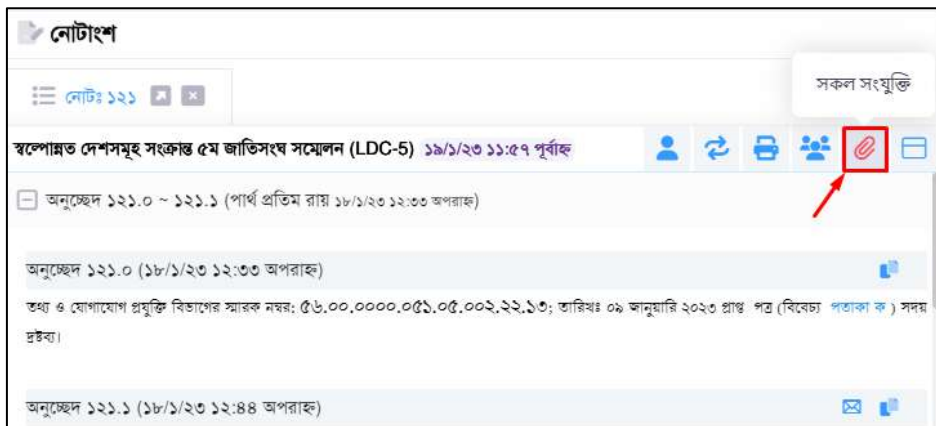 নোটাংশ
সকল সংযুক্তি
নোটঃ ১২১
স্বল্পোন্নত দেশসমূহ সংক্রান্ত ৫ম জাতিসংঘ সম্মেলন (LDC-5) ১৯/১/২৩ ১১:৫৭ পূর্বাহ্ন
অনুচ্ছেদ ১২১.০ ~ ১২১.১ (পার্থ প্রতিম রায় ১৮/১/২৩ ১২:৩৩ অপরাহ্ন)
অনুচ্ছেদ ১২১.০ (১৮/১/২৩ ১২:৩৩ অপরাহ্ন)
তথ্য ও যোগাযোগ প্রযুক্তি বিভাগের স্মারক নম্বর: ৫৬.০০.০০০০.০৫১.০৫.০০২.২২.১৩; তারিখঃ ০৯ জানুয়ারি ২০২৩ প্রাপ্ত পত্র (বিবেচ্য পতাকা ক ) সদয়
দ্রষ্টব্য।
অনুচ্ছেদ ১২১.১ (১৮/১/২৩ ১২:৪৪ অপরাহ্ন)